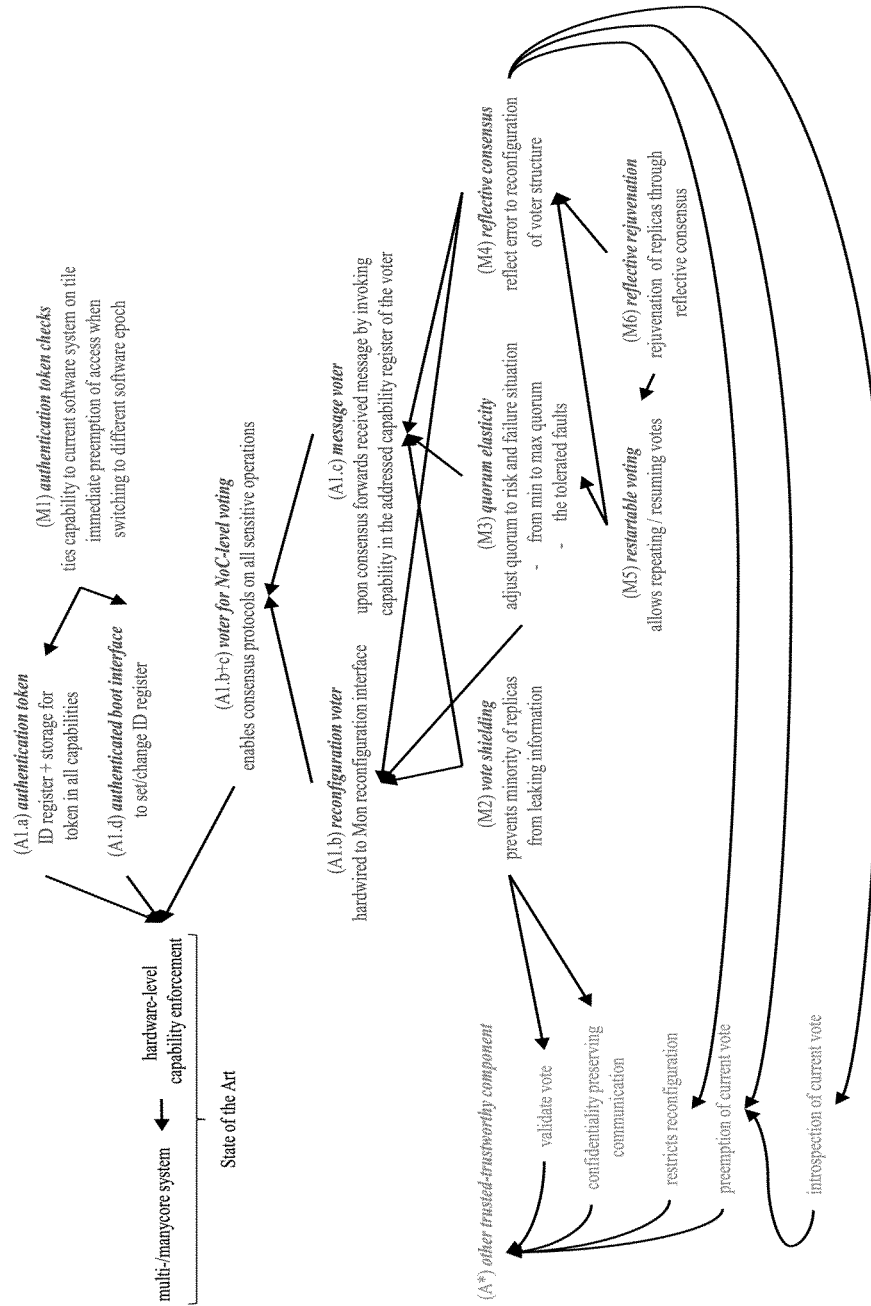 multi-/manycore system
hardware-level
capability enforcement
State of the Art
(A1.a) authentication token
ID register + storage for
token in all capabilities
(A1.d) authenticated boot interface
to set/change ID register
(M1) authentication token checks
ties capability to current software system on tile
immediate preemption of access when
switching to different software epoch
(A1.b+c) voter for NoC-level voting
enables consensus protocols on all sensitive operations
(A1.b) reconfiguration voter
hardwired to Mon reconfiguration interface
(A1.c) message voter
upon consensus forwards received message by invoking
capability in the addressed capability register of the voter
(A*) other trusted-trustworthy component
validate vote
confidentiality preserving
communication
restricts reconfiguration
preemption of current vote
introspection of current vote
(M2) vote shielding
prevents minority of replicas
from leaking information
(M3) quorum elasticity
adjust quorum to risk and failure situation
- from min to max quorum
- the tolerated faults
(M4) reflective consensus
reflect error to reconfiguration
of voter structure
(M5) restartable voting
allows repeating / resuming votes
(M6) reflective rejuvenation
rejuvenation of replicas through
reflective consensus